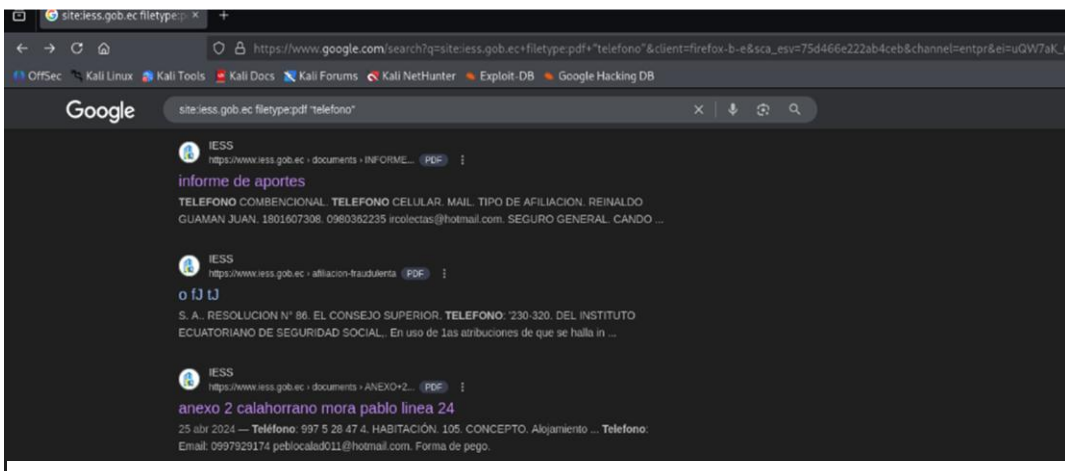 site:iess.gob.ec filetype:p
https://www.google.com/search?q=site:iess.gob.ec+filetype:pdf+"telefono"&client=firefox-b-e&sca_esv=75d466e222ab4ceb&channel=entpr&ei=uQW7aK_
OffSec Kali Linux Kali Tools Kali Docs Kali Forums Kali NetHunter Exploit-DB Google Hacking DB
Google
site:iess.gob.ec filetype:pdf "telefono"
IESS
https://www.iess.gob.ec › documents › INFORME... PDF
informe de aportes
TELEFONO COMBENCIONAL. TELEFONO CELULAR. MAIL. TIPO DE AFILIACION. REINALDO
GUAMAN JUAN. 1801607308. 0980362235 ircolectas@hotmail.com. SEGURO GENERAL. CANDO ...
IESS
https://www.iess.gob.ec › afiliacion-fraudulenta PDF
o fJ tJ
S. A.. RESOLUCION N° 86. EL CONSEJO SUPERIOR. TELEFONO: '230-320. DEL INSTITUTO
ECUATORIANO DE SEGURIDAD SOCIAL,. En uso de 1as atribuciones de que se halla in ...
IESS
https://www.iess.gob.ec › documents › ANEXO+2... PDF
anexo 2 calahorrano mora pablo linea 24
25 abr 2024 — Teléfono: 997 5 28 47 4. HABITACIÓN. 105. CONCEPTO. Alojamiento ... Telefono:
Email: 0997929174 peblocalad011@hotmail.com. Forma de pego.